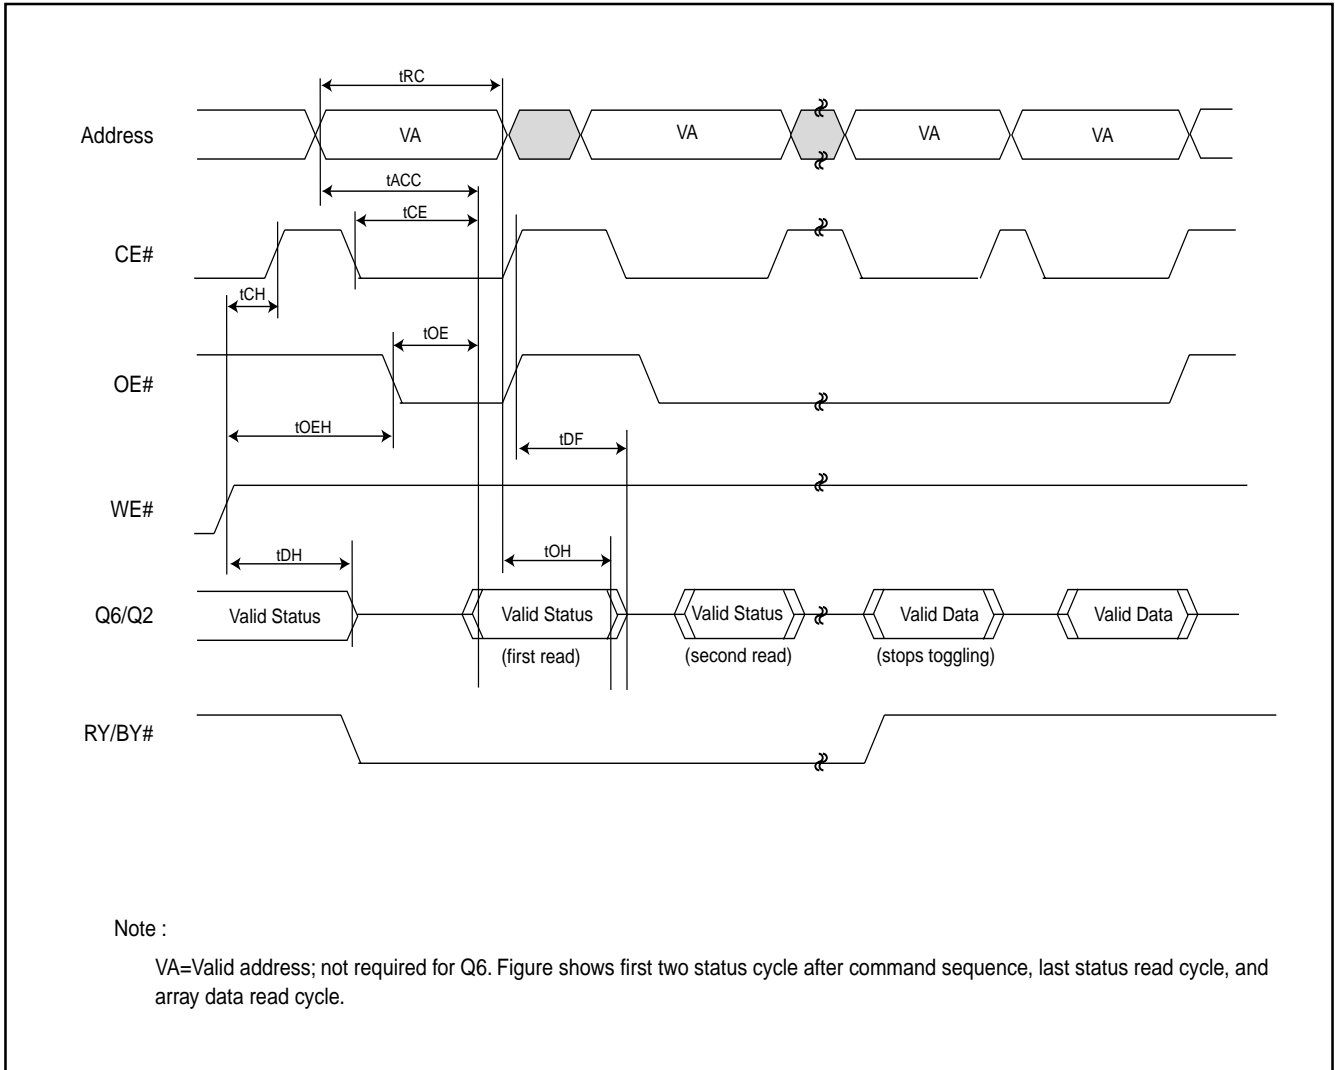 tRC
Address VA VA VA VA
tACC
tCE
CE#
tCH
tOE
OE#
tOEH
tDF
WE#
tDH tOH
Q6/Q2 Valid Status Valid Status Valid Status Valid Data Valid Data
(first read) (second read) (stops toggling)
RY/BY#
Note :
VA=Valid address; not required for Q6. Figure shows first two status cycle after command sequence, last status read cycle, and
array data read cycle.